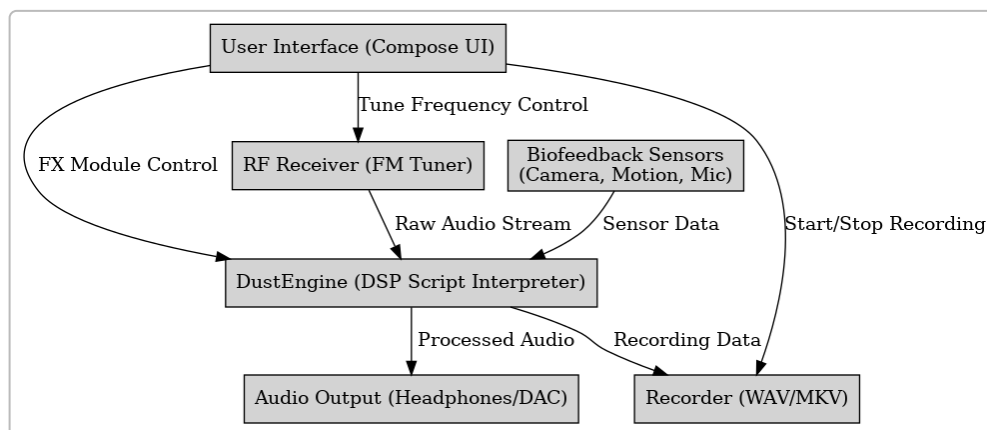 User Interface (Compose UI)
Tune Frequency Control
FX Module Control
RF Receiver (FM Tuner)
Biofeedback Sensors
(Camera, Motion, Mic)
Raw Audio Stream
Sensor Data
Start/Stop Recording
DustEngine (DSP Script Interpreter)
Processed Audio
Recording Data
Audio Output (Headphones/DAC)
Recorder (WAV/MKV)